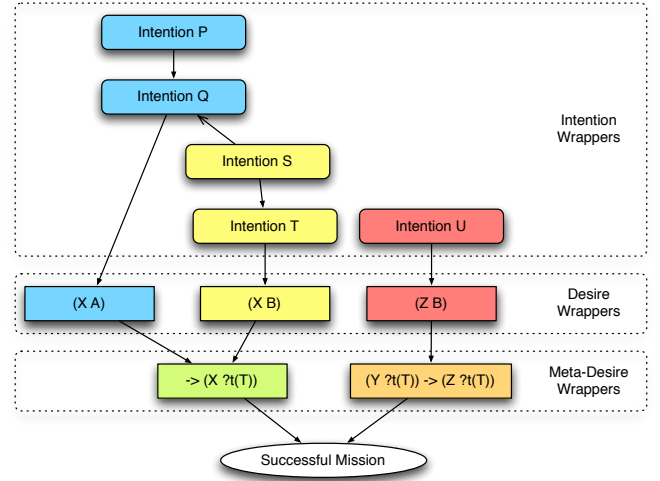 Intention P
Intention Q
Intention
Wrappers
Intention S
Intention T
Intention U
(X A)
(X B)
(Z B)
Desire
Wrappers
-> (X ?t(T))
(Y ?t(T)) -> (Z ?t(T))
Meta-Desire
Wrappers
Successful Mission